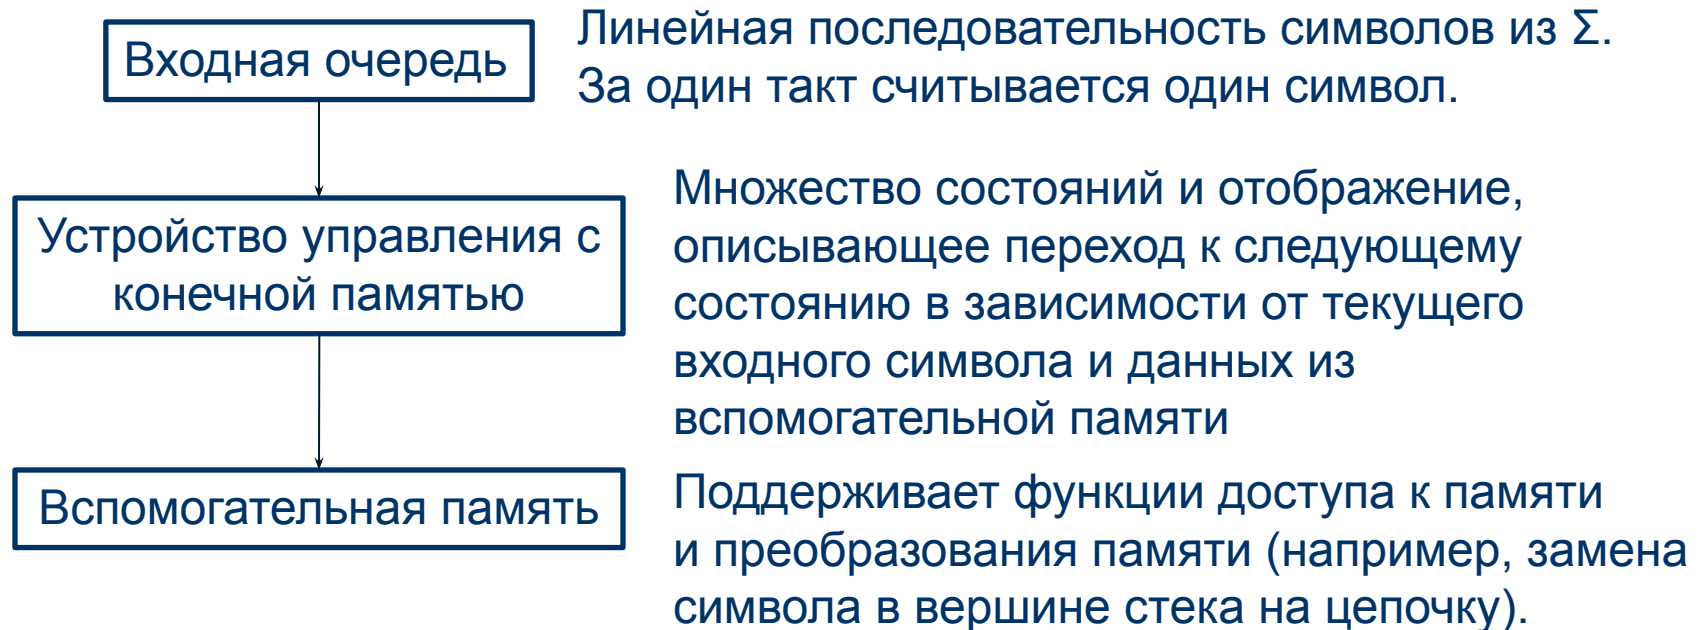 Входная очередь
Линейная последовательность символов из Σ.
За один такт считывается один символ.
Устройство управления с
конечной памятью
Множество состояний и отображение,
описывающее переход к следующему
состоянию в зависимости от текущего
входного символа и данных из
вспомогательной памяти
Вспомогательная память
Поддерживает функции доступа к памяти
и преобразования памяти (например, замена
символа в вершине стека на цепочку).